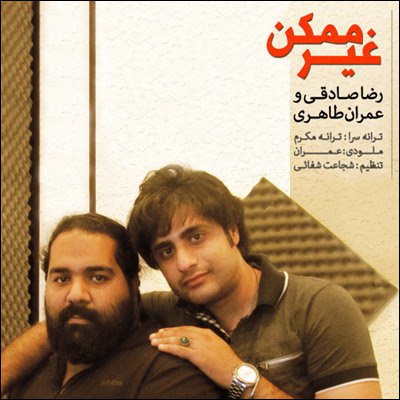 غیر ممکن
رضا صادقی و
عمران طاهری
ترانه سرا : ترانه مکرم
ملودی : عمران
تنظیم : شجاعت شفائی